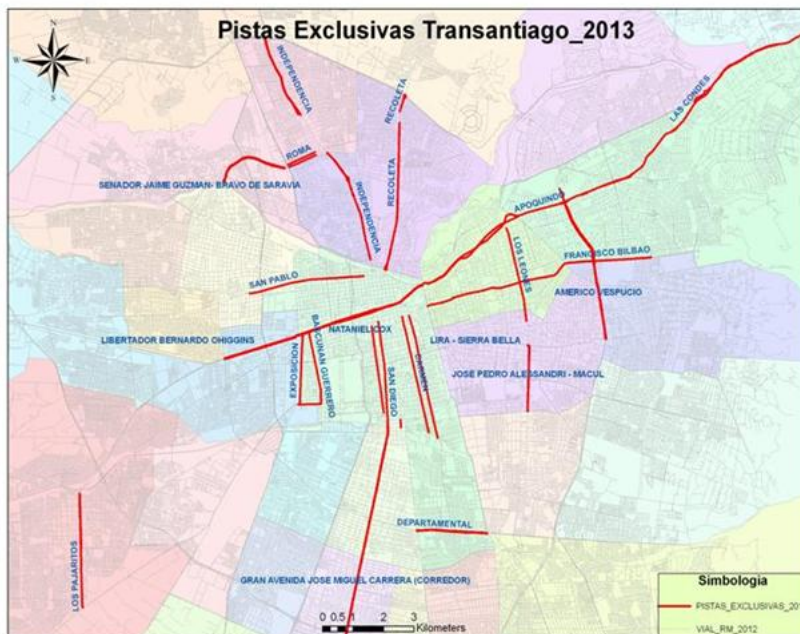 Pistas Exclusivas Transantiago_2013
N
W
E
S
INDEPENDENCIA
RECOLETA
LAS CONDES
ROMA
SENADOR JAIME GUZMAN- BRAVO DE SARAVIA
INDEPENDENCIA
RECOLETA
APOQUINDO
LOS LEONES
FRANCISCO BILBAO
SAN PABLO
AMERICO VESPUCIO
LIBERTADOR BERNARDO OHIGGINS
NATANIEL COX
LIRA - SIERRA BELLA
EXPOSICION
BASCUNAN GUERRERO
SAN DIEGO
CARMEN
JOSE PEDRO ALESSANDRI - MACUL
LOS PAJARITOS
DEPARTAMENTAL
GRAN AVENIDA JOSE MIGUEL CARRERA (CORREDOR)
0 0.5 1 2 3
Kilometers
Simbologia
PISTAS_EXCLUSIVAS_201
VIAL_RM_2012